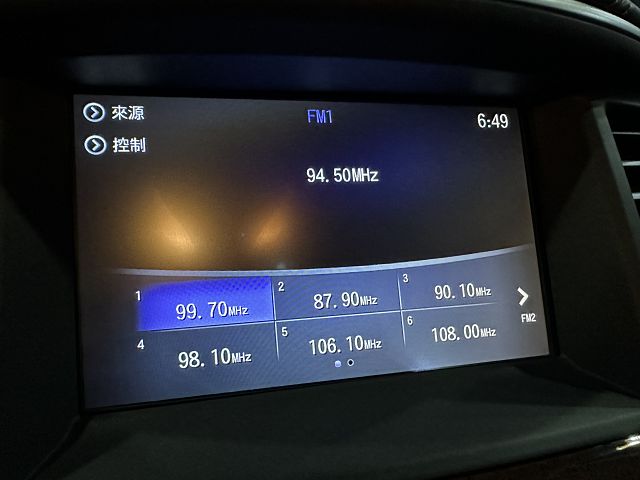 來源
FM1
6:49
控制
94.50MHz
1 99.70MHz
2 87.90MHz
3 90.10MHz
4 98.10MHz
5 106.10MHz
6 108.00MHz
FM2